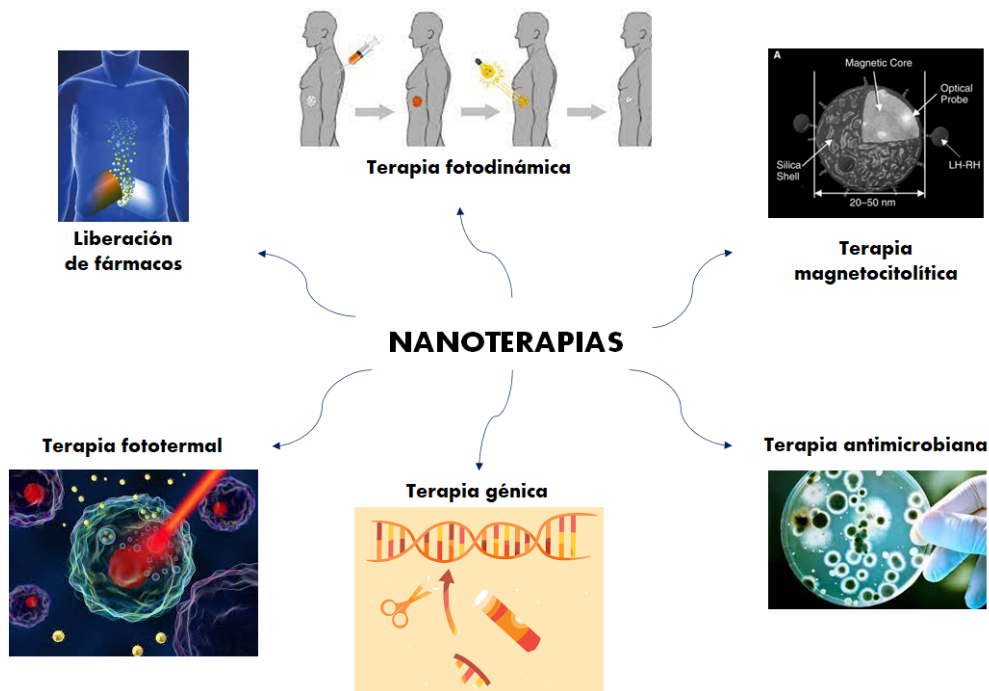 Terapia fotodinámica
Liberación
de fármacos
A
Magnetic Core
Optical
Probe
Silica
Shell
LH-RH
20–50 nm
Terapia
magnetocitolítica
NANOTERAPIAS
Terapia fototermal
Terapia génica
Terapia antimicrobiana